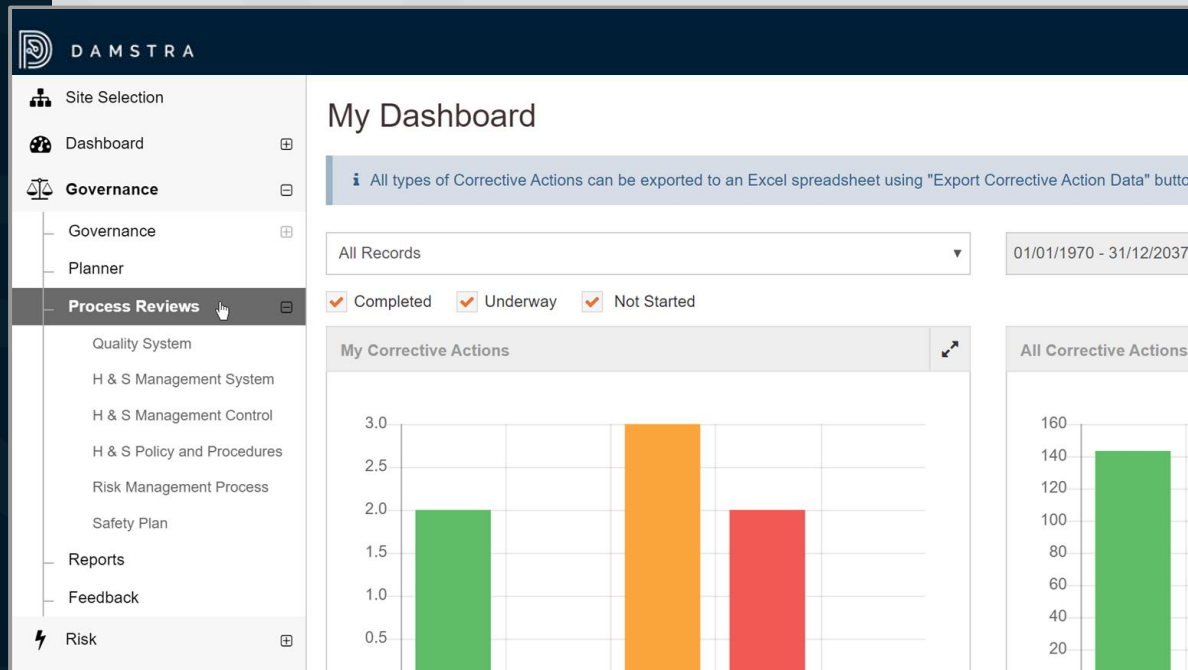 DAMSTRA
Site Selection
Dashboard
Governance
Governance
Planner
Process Reviews
Quality System
H & S Management System
H & S Management Control
H & S Policy and Procedures
Risk Management Process
Safety Plan
Reports
Feedback
Risk
My Dashboard
All types of Corrective Actions can be exported to an Excel spreadsheet using "Export Corrective Action Data" butto
All Records
01/01/1970 - 31/12/2037
Completed Underway Not Started
My Corrective Actions
3.0
2.5
2.0
1.5
1.0
0.5
All Corrective Actions
160
140
120
100
80
60
40
20